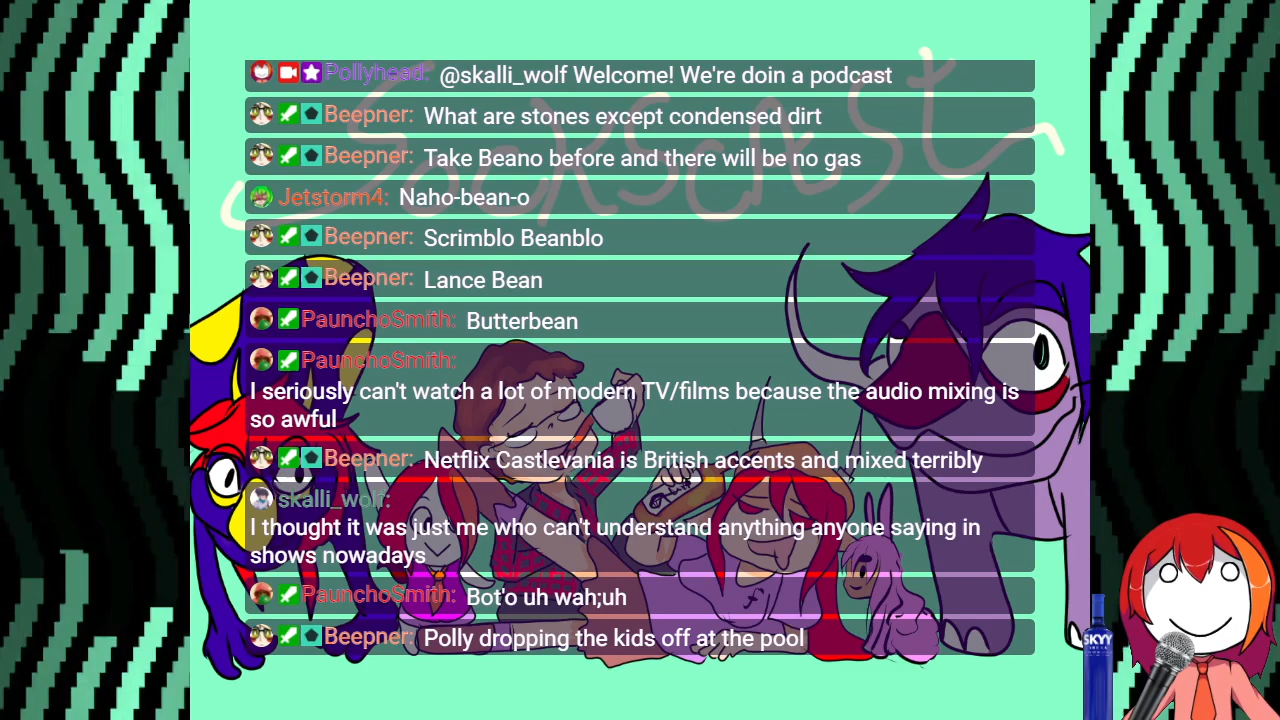 Pollyhead: @skalli_wolf Welcome! We're doin a podcast
Beepner: What are stones except condensed dirt
Beepner: Take Beano before and there will be no gas
Jetstorm4: Naho-bean-o
Beepner: Scrimblo Beanblo
Beepner: Lance Bean
PaunchoSmith: Butterbean
PaunchoSmith:
I seriously can't watch a lot of modern TV/films because the audio mixing is
so awful
Beepner: Netflix Castlevania is British accents and mixed terribly
skalli_wolf:
I thought it was just me who can't understand anything anyone saying in
shows nowadays
PaunchoSmith: Bot'o uh wah;uh
Beepner: Polly dropping the kids off at the pool
SKYY